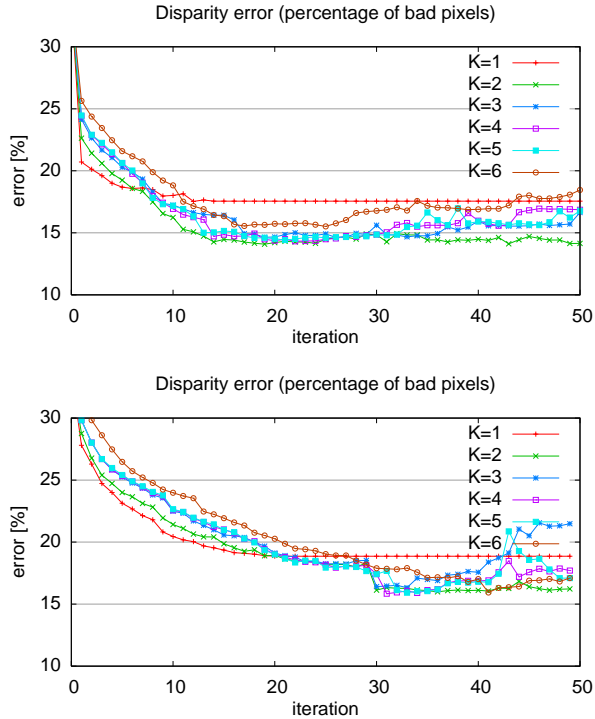 Disparity error (percentage of bad pixels)
30
25
20
15
10
error [%]
K=1
K=2
K=3
K=4
K=5
K=6
0 10 20 30 40 50
iteration
Disparity error (percentage of bad pixels)
30
25
20
15
10
error [%]
K=1
K=2
K=3
K=4
K=5
K=6
0 10 20 30 40 50
iteration